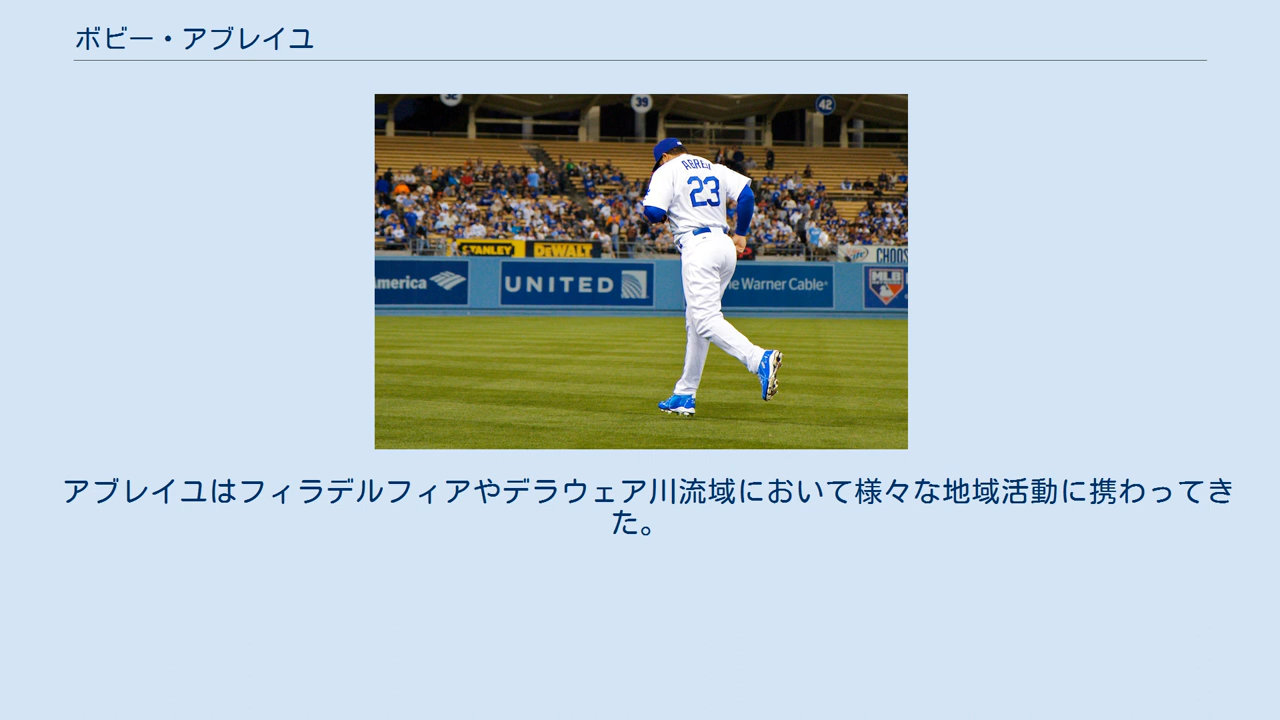 ボビー・アブレイユ
39
42
ABREU
23
STANLEY
DEWALT
CHOOS
merica
UNITED
e Warner Cable
MLB
アブレイユはフィラデルフィアやデラウェア川流域において様々な地域活動に携わってき
た。